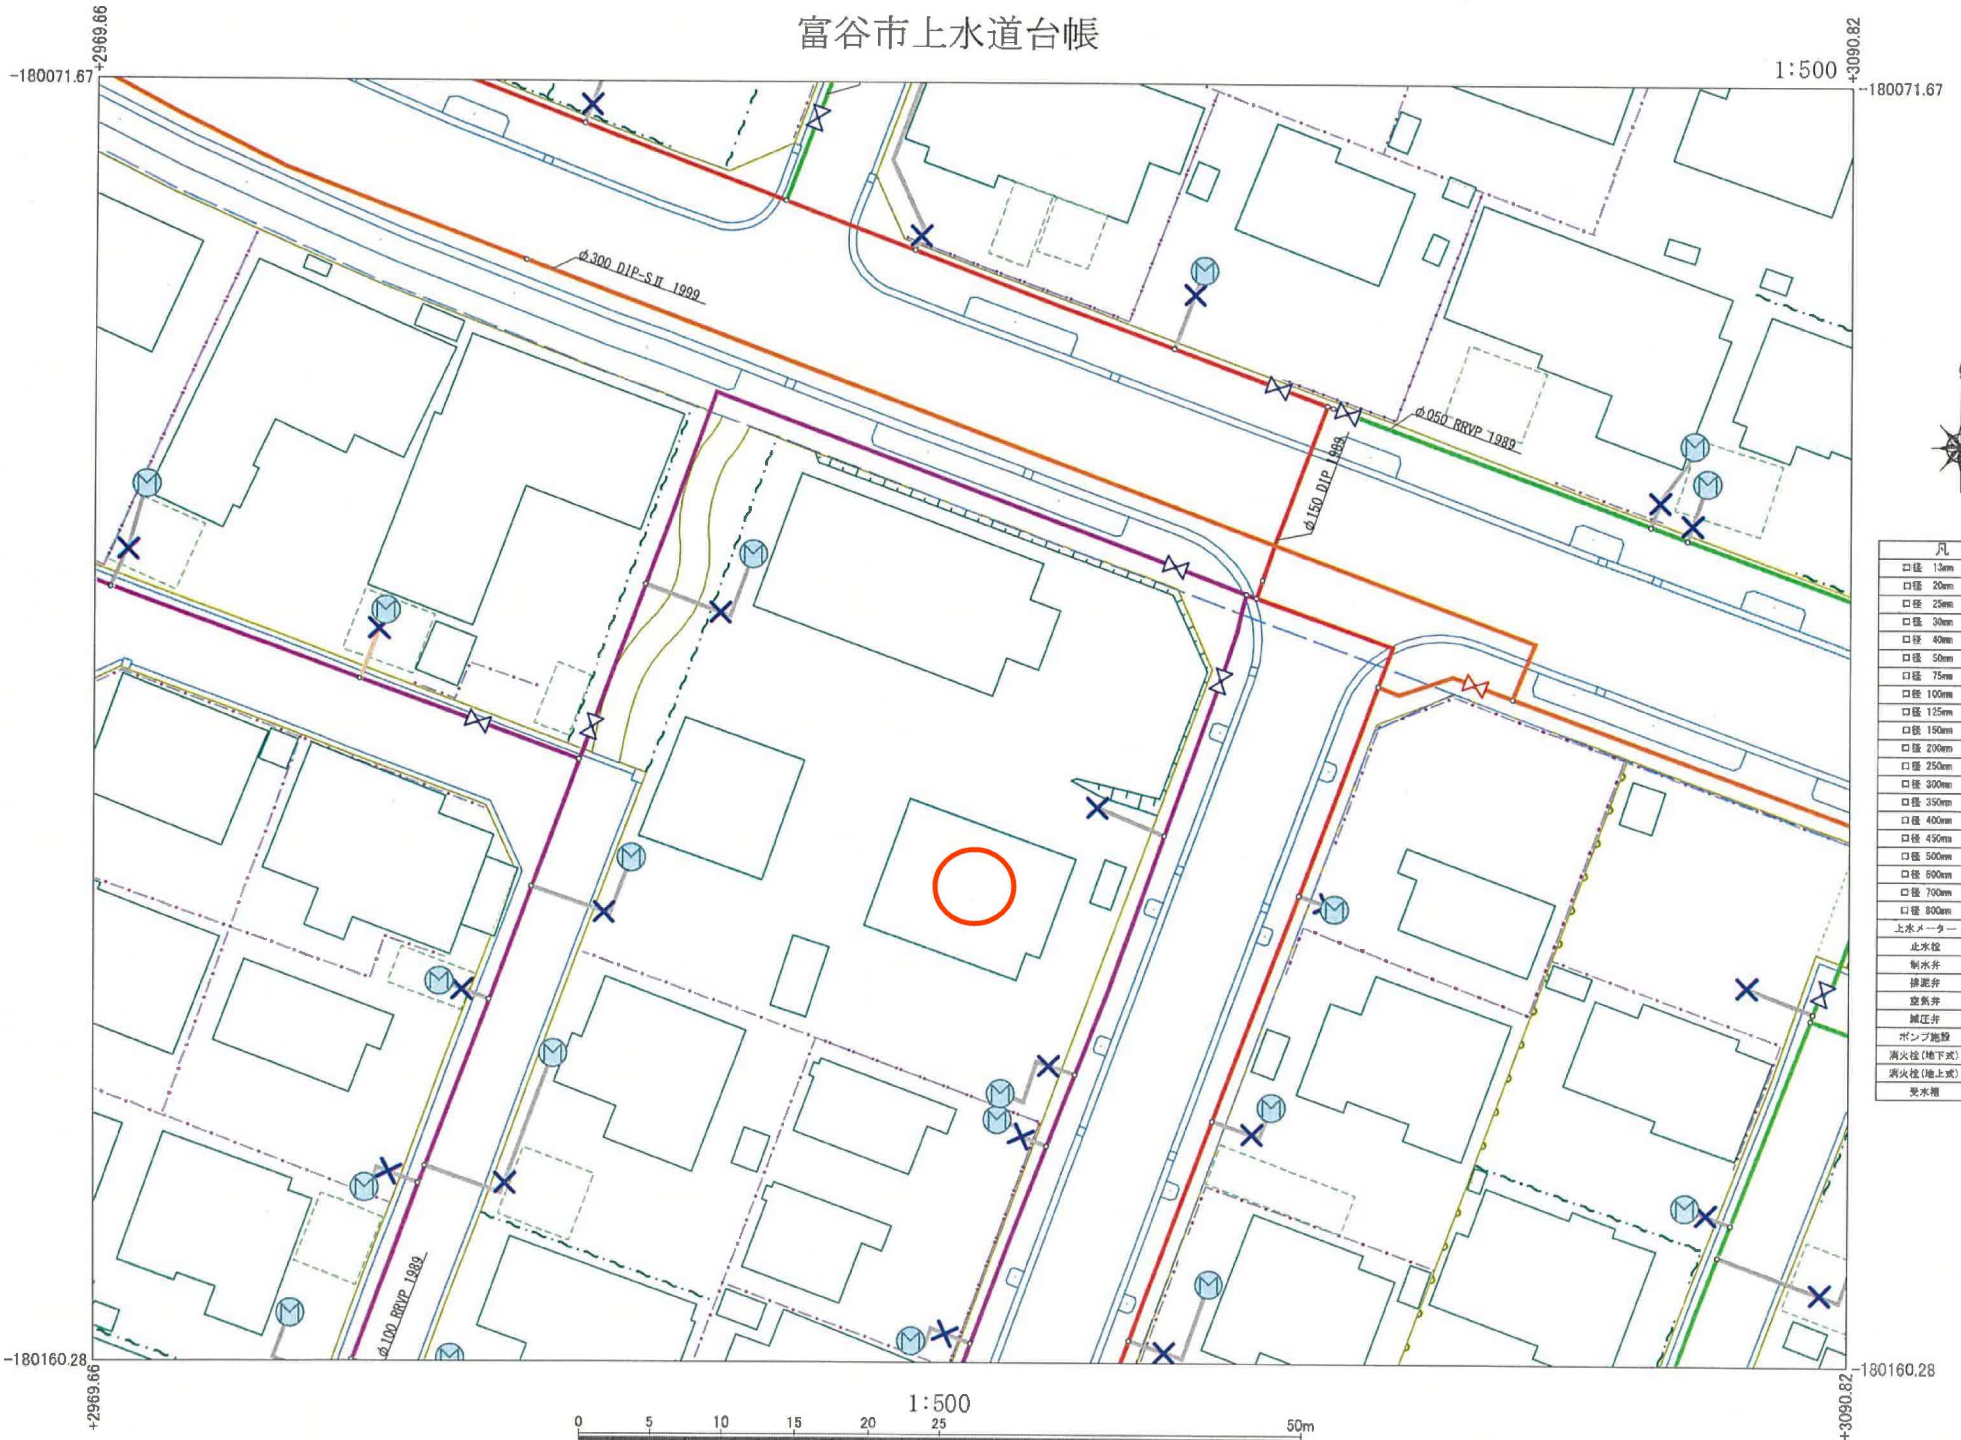 富谷市上水道台帳
+2969.66
+3090.82
-180071.67
1:500
-180071.67
φ300 DIP-SⅡ 1999
φ050 RRVP 1989
φ150 DIP 1989
凡
口径 13mm
口径 20mm
口径 25mm
口径 30mm
口径 40mm
口径 50mm
口径 75mm
口径 100mm
口径 125mm
口径 150mm
口径 200mm
口径 250mm
口径 300mm
口径 350mm
口径 400mm
口径 450mm
口径 500mm
口径 600mm
口径 700mm
口径 800mm
上水メーター
止水栓
制水弁
排泥弁
空気弁
減圧弁
ポンプ施設
消火栓(地下式)
消火栓(地上式)
受水槽
φ100 RRVP 1989
-180160.28
-180160.28
+2969.66
+3090.82
1:500
0 5 10 15 20 25 50m